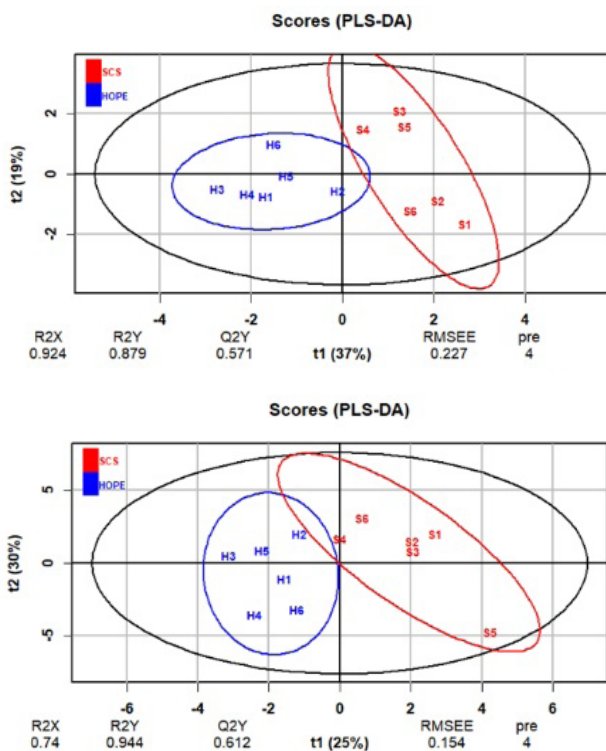 Scores (PLS-DA)
SCS
HOPE
t2 (19%)
2
0
-2
S3
S4 S5
H6
H5
H3 H4 H1 H2
S2
S6
S1
-4 -2 0 2 4
R2X R2Y Q2Y RMSEE pre
0.924 0.879 0.571 t1 (37%) 0.227 4
Scores (PLS-DA)
SCS
HOPE
t2 (30%)
5
0
-5
S6
H2 S4 S1
S2
H3 H5 S3
H1
H4 H6
S5
-6 -4 -2 0 2 4 6
R2X R2Y Q2Y RMSEE pre
0.74 0.944 0.612 t1 (25%) 0.154 4